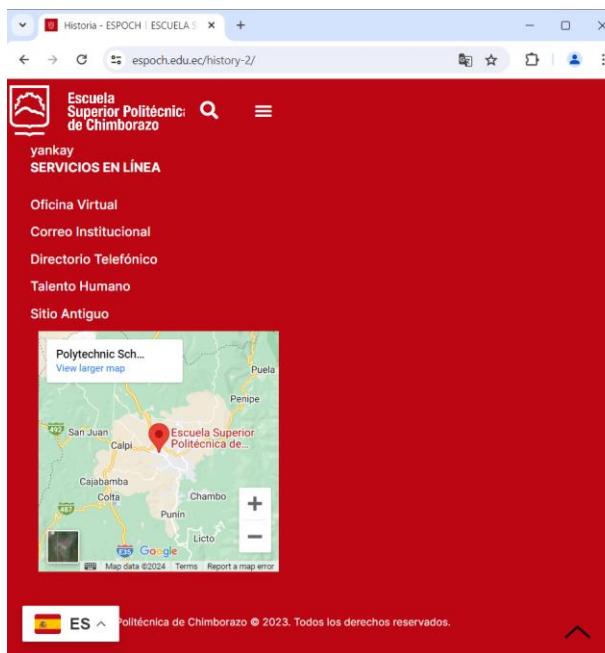 Historia - ESPOCH | ESCUELA S
espoch.edu.ec/history-2/
Escuela
Superior Politécnica
de Chimborazo
yankay
SERVICIOS EN LÍNEA
Oficina Virtual
Correo Institucional
Directorio Telefónico
Talento Humano
Sitio Antiguo
Polytechnic Sch...
View larger map
Puela
Penipe
492
San Juan
Escuela Superior
Calpi
Politécnica de...
Cajabamba
Colta
Chambo
+
487
Punín
Licto
−
E35
Google
Map data ©2024 Terms Report a map error
ES
Politécnica de Chimborazo © 2023. Todos los derechos reservados.